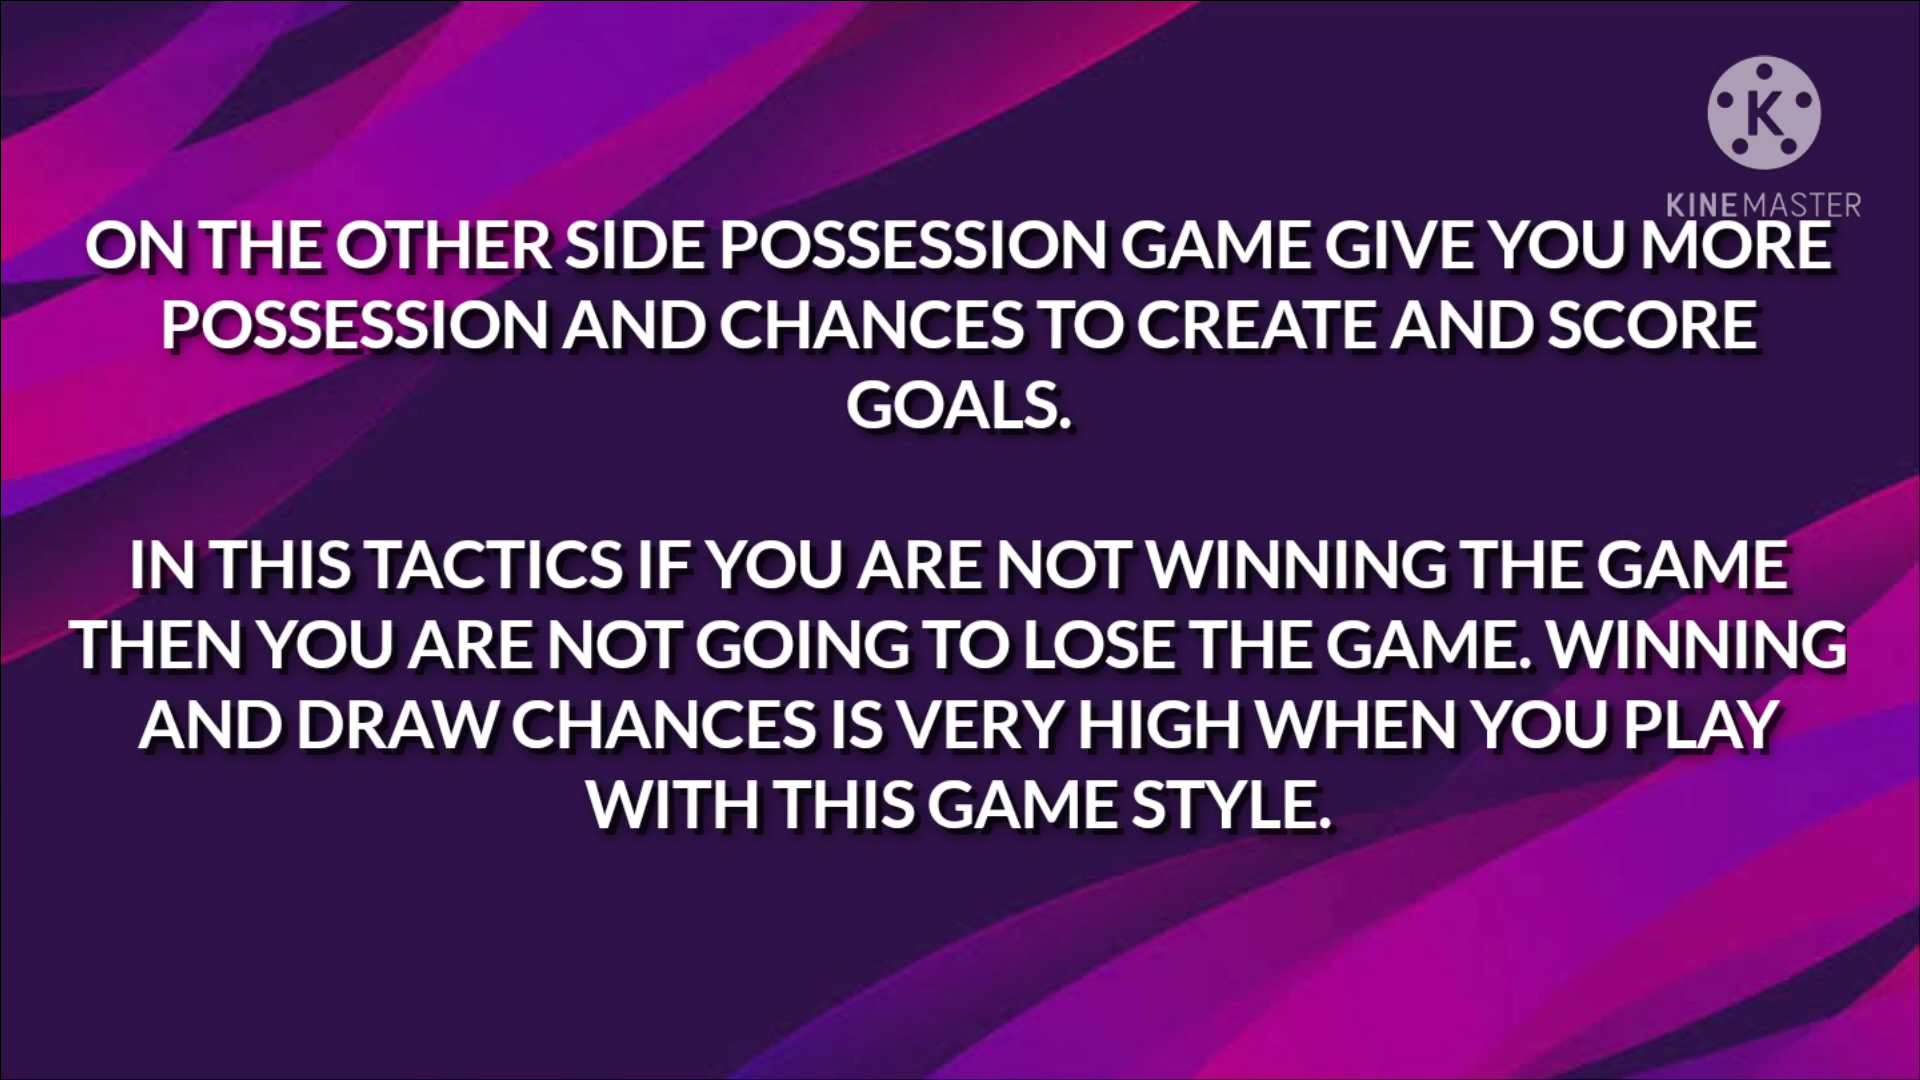 K
KINEMASTER
ON THE OTHER SIDE POSSESSION GAME GIVE YOU MORE
POSSESSION AND CHANCES TO CREATE AND SCORE
GOALS.
IN THIS TACTICS IF YOU ARE NOT WINNING THE GAME
THEN YOU ARE NOT GOING TO LOSE THE GAME. WINNING
AND DRAW CHANCES IS VERY HIGH WHEN YOU PLAY
WITH THIS GAME STYLE.